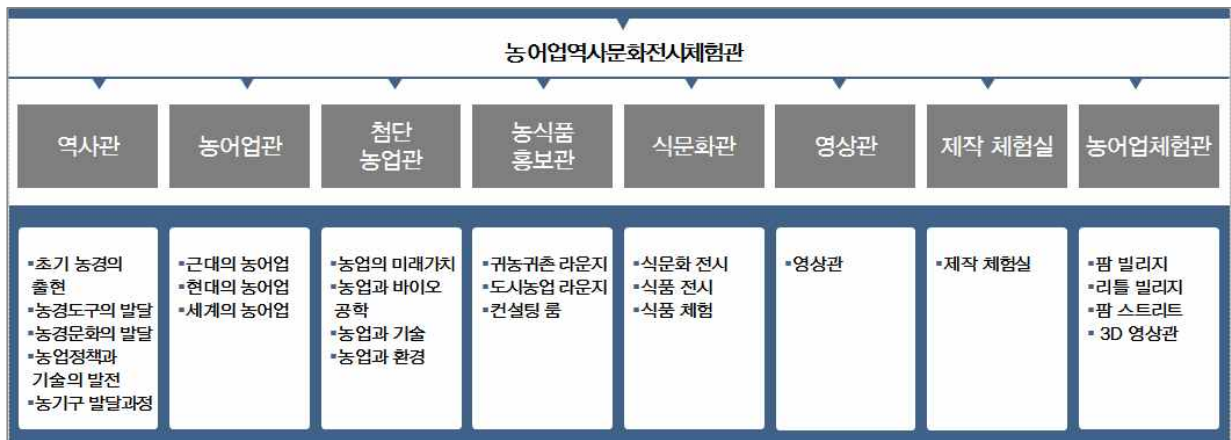 농어업역사문화전시체험관
역사관
농어업관
첨단
농업관
농식품
홍보관
식문화관
영상관
제작 체험실
농어업체험관
▪초기 농경의
출현
▪농경도구의 발달
▪농경문화의 발달
▪농업정책과
기술의 발전
▪농기구 발달과정
▪근대의 농어업
▪현대의 농어업
▪세계의 농어업
▪농업의 미래가치
▪농업과 바이오
공학
▪농업과 기술
▪농업과 환경
▪귀농귀촌 라운지
▪도시농업 라운지
▪컨설팅 룸
▪식문화 전시
▪식품 전시
▪식품 체험
▪영상관
▪제작 체험실
▪팜 빌리지
▪리틀 빌리지
▪팜 스트리트
▪ 3D 영상관